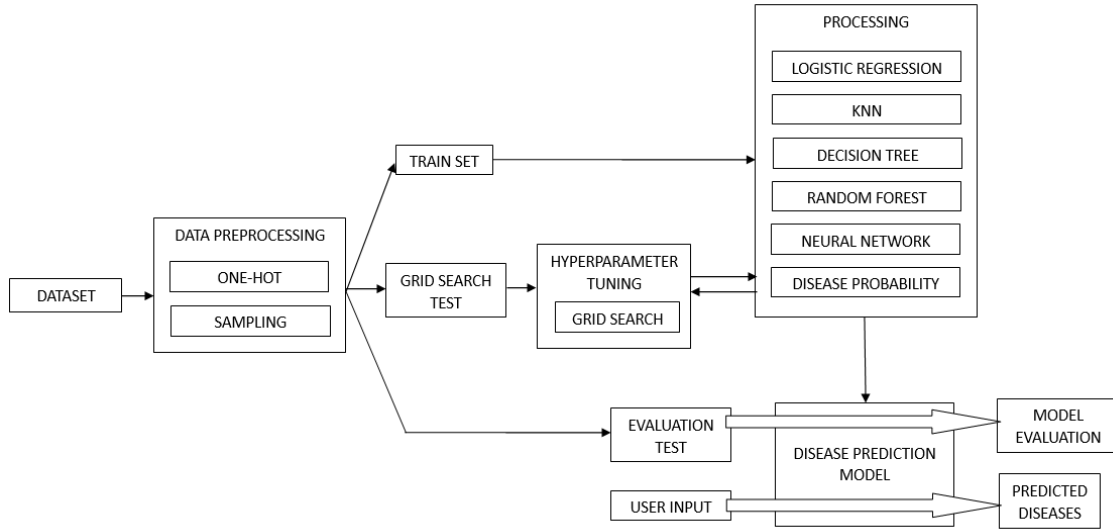 PROCESSING
LOGISTIC REGRESSION
KNN
DECISION TREE
RANDOM FOREST
NEURAL NETWORK
DISEASE PROBABILITY
TRAIN SET
DATA PREPROCESSING
ONE-HOT
SAMPLING
DATASET
GRID SEARCH
TEST
HYPERPARAMETER
TUNING
GRID SEARCH
EVALUATION
TEST
DISEASE PREDICTION
MODEL
MODEL
EVALUATION
USER INPUT
PREDICTED
DISEASES